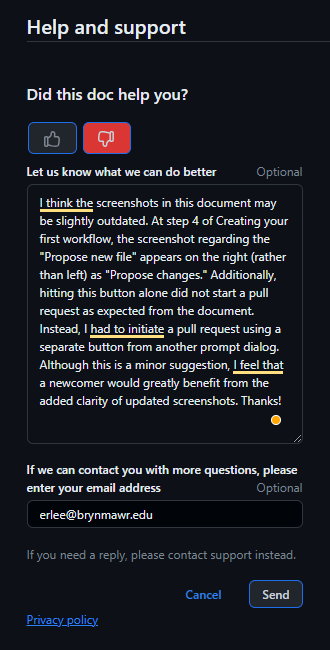 Help and support
Did this doc help you?
Let us know what we can do better
Optional
I think the screenshots in this document may
be slightly outdated. At step 4 of Creating your
first workflow, the screenshot regarding the
"Propose new file" appears on the right (rather
than left) as "Propose changes." Additionally,
hitting this button alone did not start a pull
request as expected from the document.
Instead, I had to initiate a pull request using a
separate button from another prompt dialog.
Although this is a minor suggestion, I feel that
a newcomer would greatly benefit from the
added clarity of updated screenshots. Thanks!
If we can contact you with more questions, please
enter your email address
Optional
erlee@brynmawr.edu
If you need a reply, please contact support instead.
Cancel
Send
Privacy policy